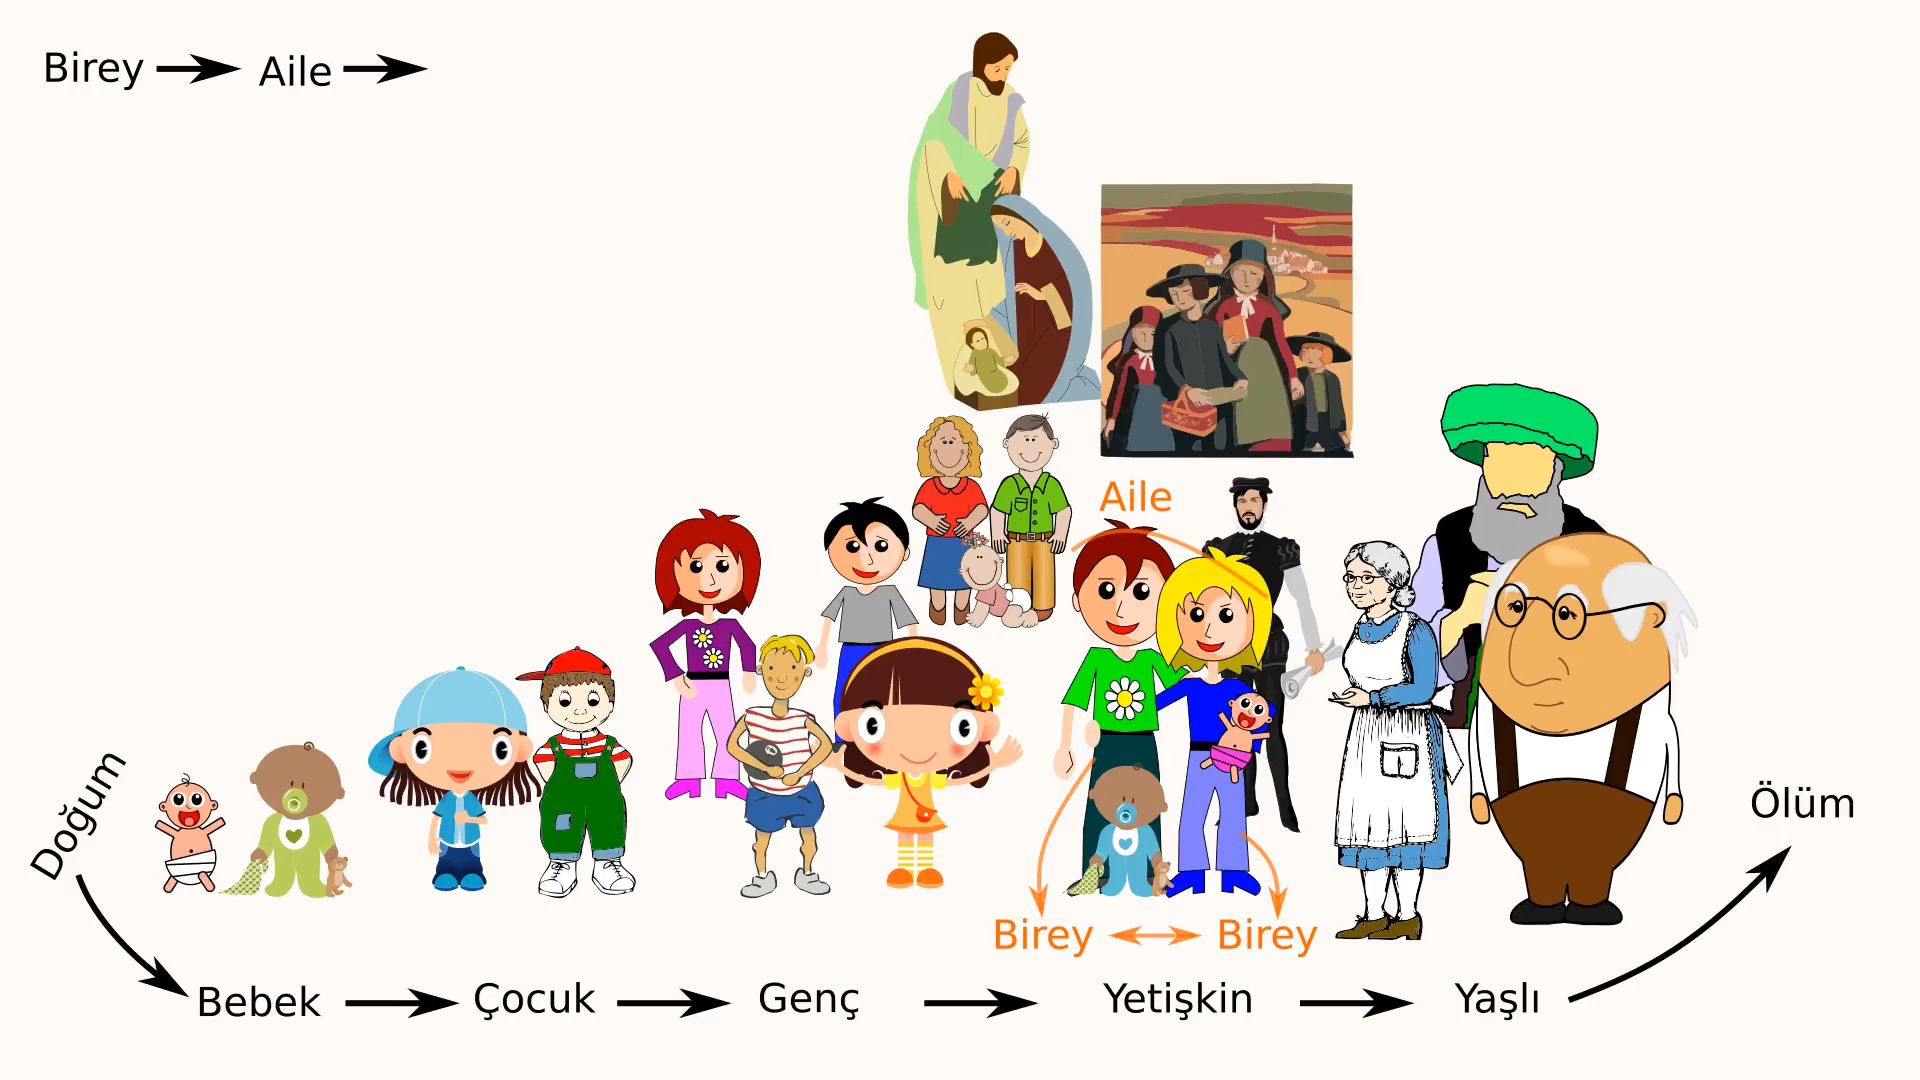 Birey Aile
Aile
Doğum
Ölüm
Birey Birey
Bebek Çocuk Genç Yetişkin Yaşlı